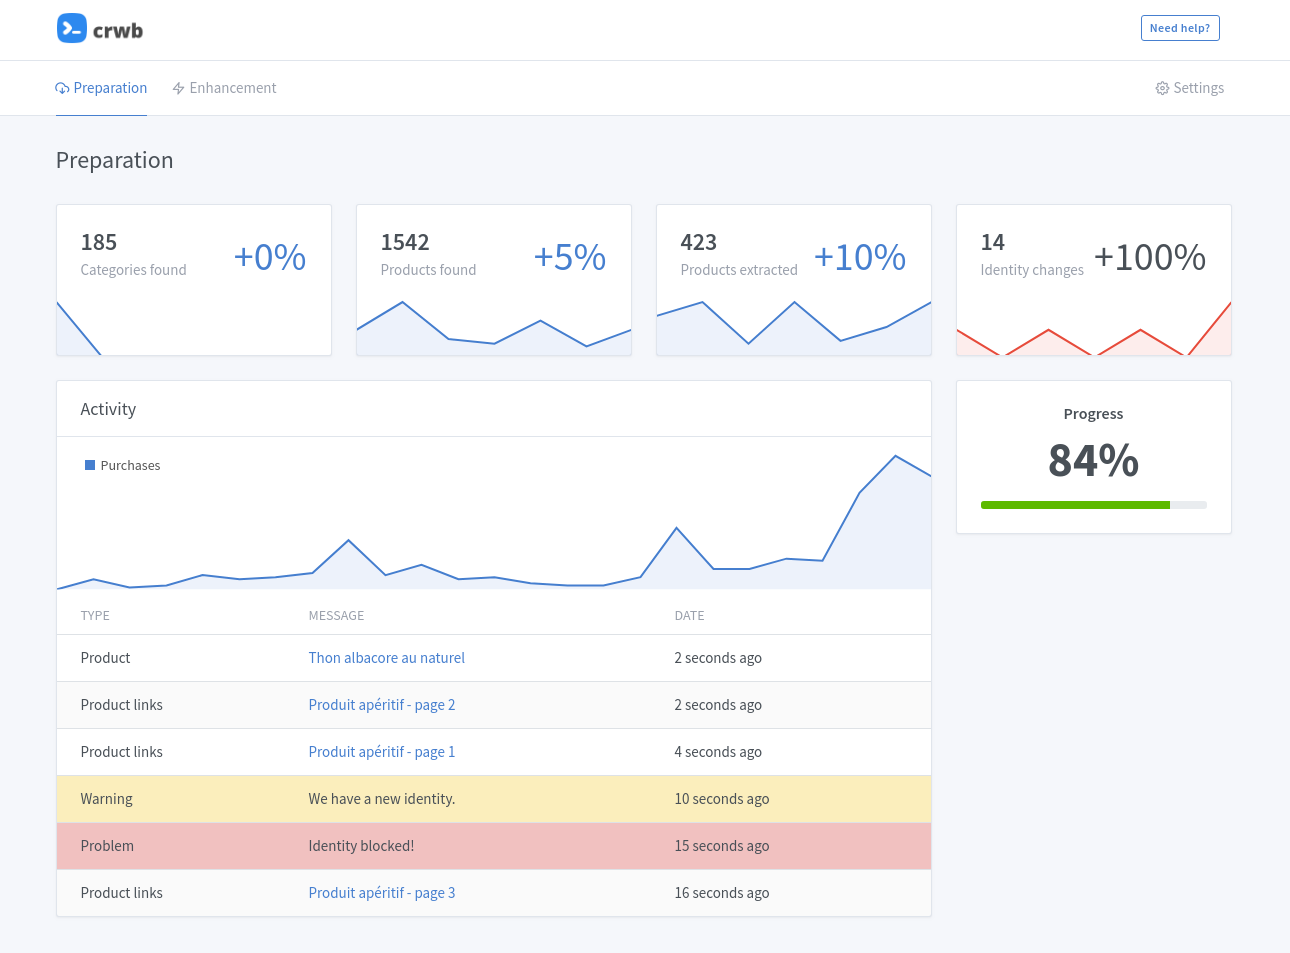 crwb
Need help?
Preparation
Enhancement
Settings
Preparation
185
Categories found
+0%
1542
Products found
+5%
423
Products extracted
+10%
14
Identity changes
+100%
Activity
Purchases
Progress
84%
TYPE MESSAGE DATE
Product Thon albacore au naturel 2 seconds ago
Product links Produit apéritif - page 2 2 seconds ago
Product links Produit apéritif - page 1 4 seconds ago
Warning We have a new identity. 10 seconds ago
Problem Identity blocked! 15 seconds ago
Product links Produit apéritif - page 3 16 seconds ago